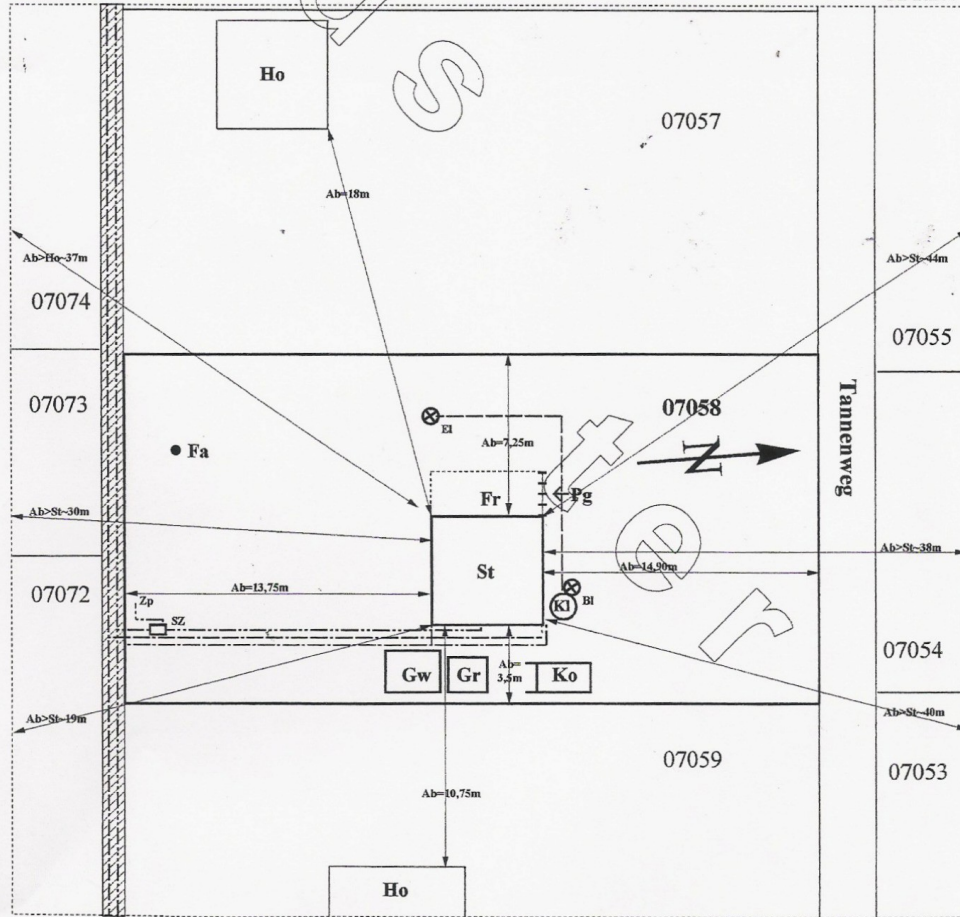 Ho
07057
Ab=18m
Ab>Ho~37m
Ab>St~44m
07074
07055
07073
07058
Tannenweg
El
Ab=7,25m
Fa
N
Fr
Pg
Ab>St~30m
St
Ab>St~38m
Ab=14,90m
Ab=13,75m
07072
Zp
Bl
Kl
SZ
07054
Gw
Gr
Ab=
3,5m
Ko
Ab>St~19m
Ab>St~40m
07059
07053
Ab=10,75m
Ho
s
t
e
r